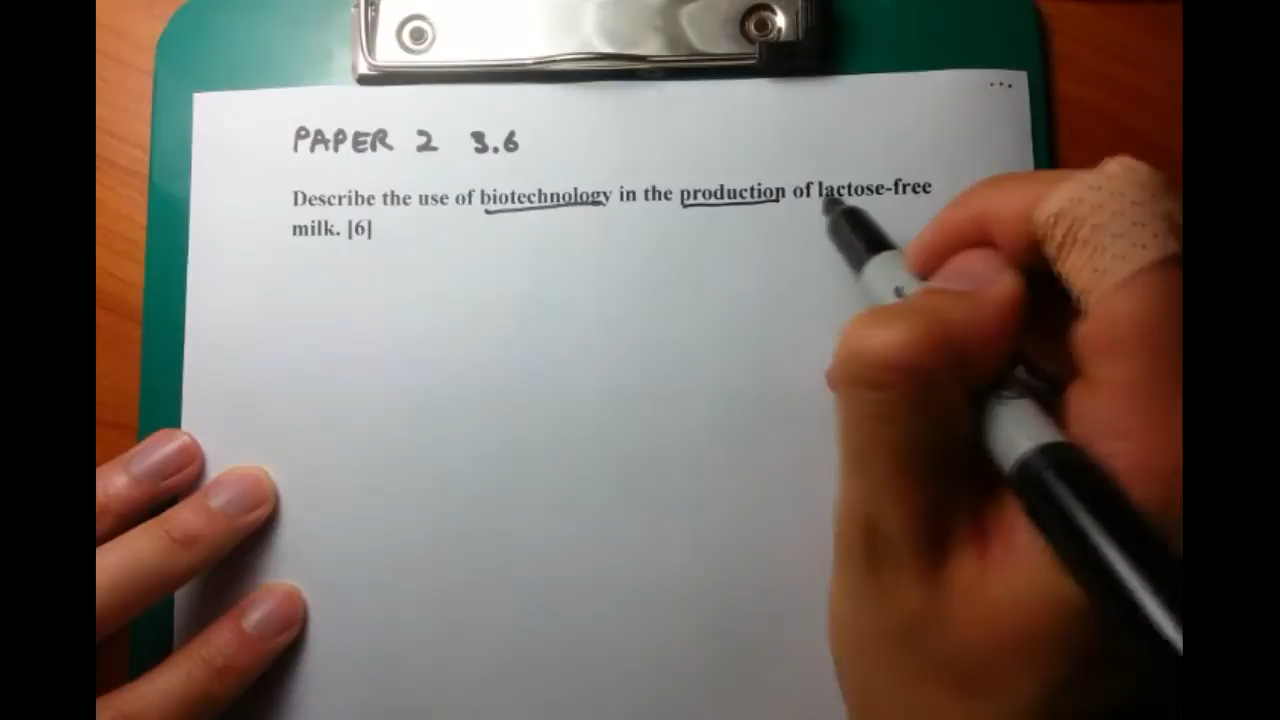 PAPER 2 3.6
Describe the use of biotechnology in the production of lactose-free
milk. [6]